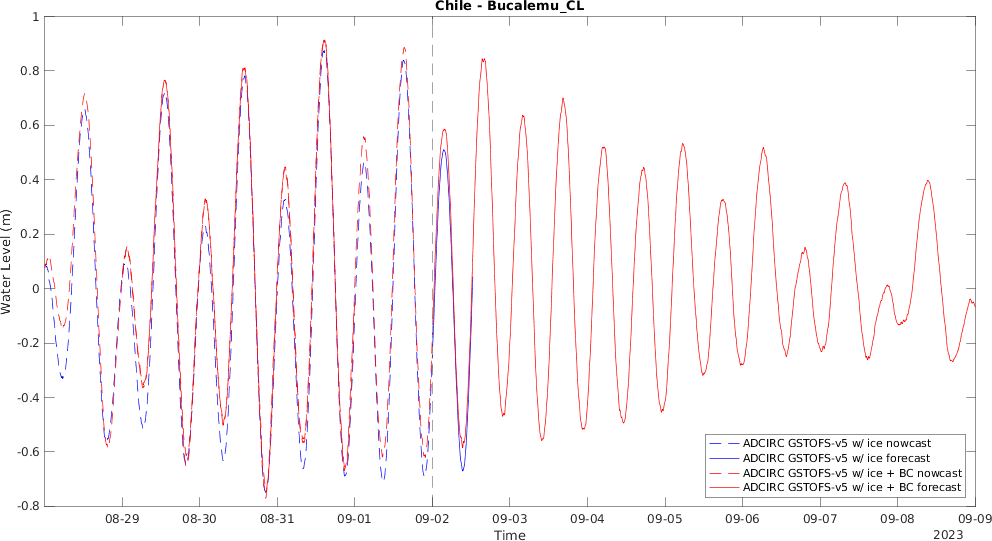 Chile - Bucalemu_CL
Water Level (m)
1
0.8
0.6
0.4
0.2
0
-0.2
-0.4
-0.6
-0.8
ADCIRC GSTOFS-v5 w/ ice nowcast
ADCIRC GSTOFS-v5 w/ ice forecast
ADCIRC GSTOFS-v5 w/ ice + BC nowcast
ADCIRC GSTOFS-v5 w/ ice + BC forecast
08-29 08-30 08-31 09-01 09-02 09-03 09-04 09-05 09-06 09-07 09-08 09-09
Time
2023